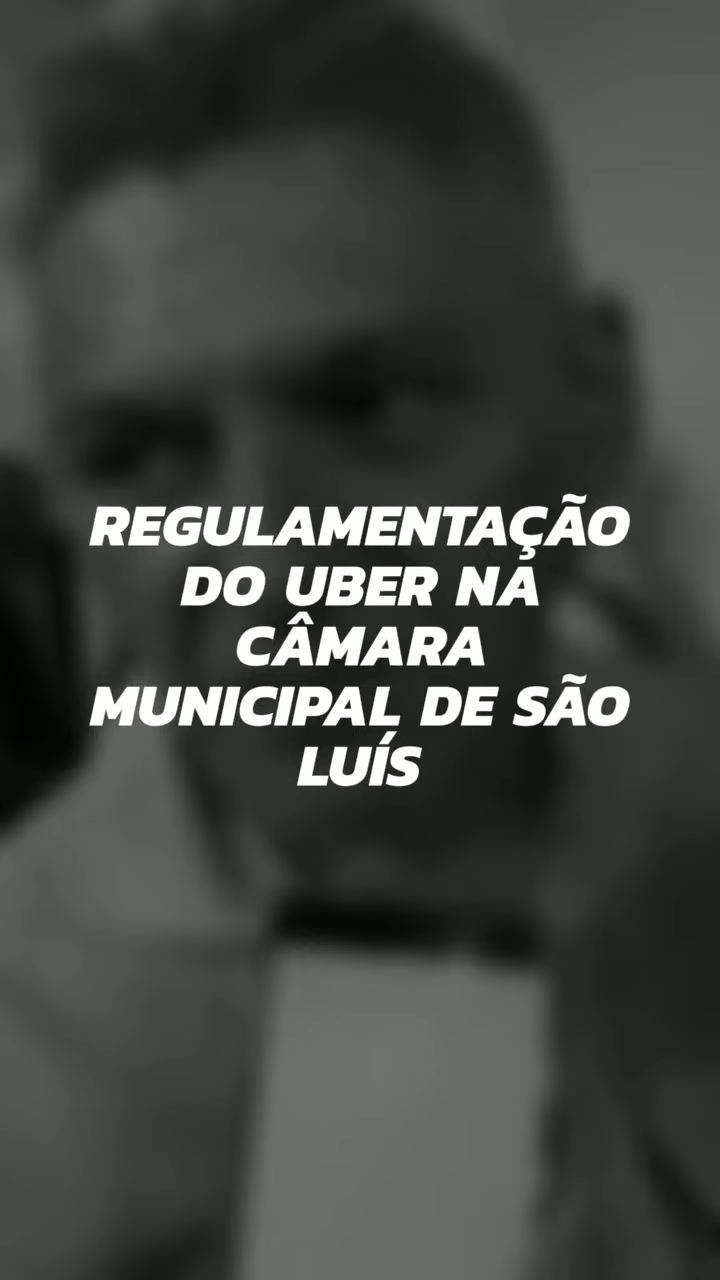 REGULAMENTAÇÃO
DO UBER NA
CÂMARA
MUNICIPAL DE SÃO
LUÍS